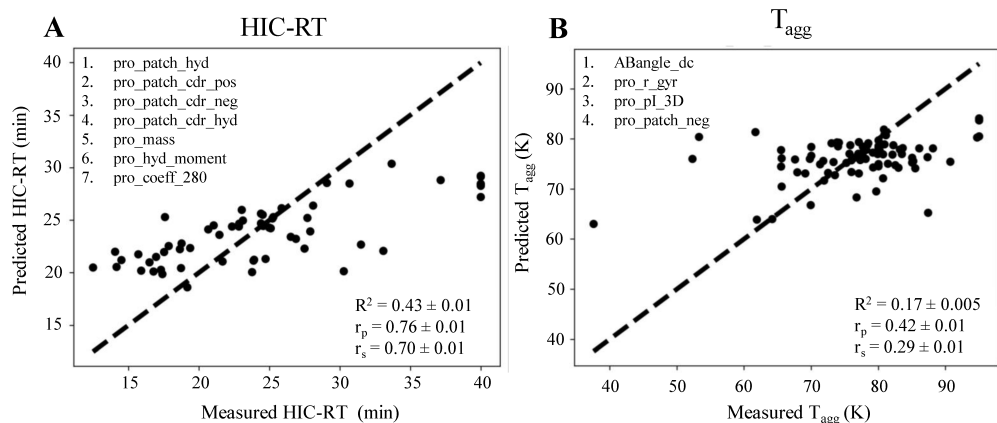 A
HIC-RT
1. pro_patch_hyd
2. pro_patch_cdr_pos
3. pro_patch_cdr_neg
4. pro_patch_cdr_hyd
5. pro_mass
6. pro_hyd_moment
7. pro_coeff_280
40
35
30
25
20
15
Predicted HIC-RT (min)
R² = 0.43 ± 0.01
rₚ = 0.76 ± 0.01
rₛ = 0.70 ± 0.01
15 20 25 30 35 40
Measured HIC-RT (min)
B
Tagg
1. ABangle_dc
2. pro_r_gyr
3. pro_pI_3D
4. pro_patch_neg
90
80
70
60
50
40
Predicted Tagg (K)
R² = 0.17 ± 0.005
rₚ = 0.42 ± 0.01
rₛ = 0.29 ± 0.01
40 50 60 70 80 90
Measured Tagg (K)